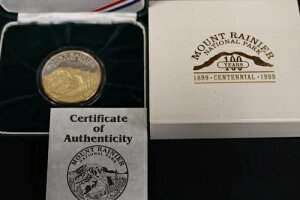 MOUNT RAINIER
NATIONAL PARK
100
YEARS
1899 - CENTENNIAL - 1999
Certificate of
Authenticity
MOUNT RAINIER
NATIONAL PARK